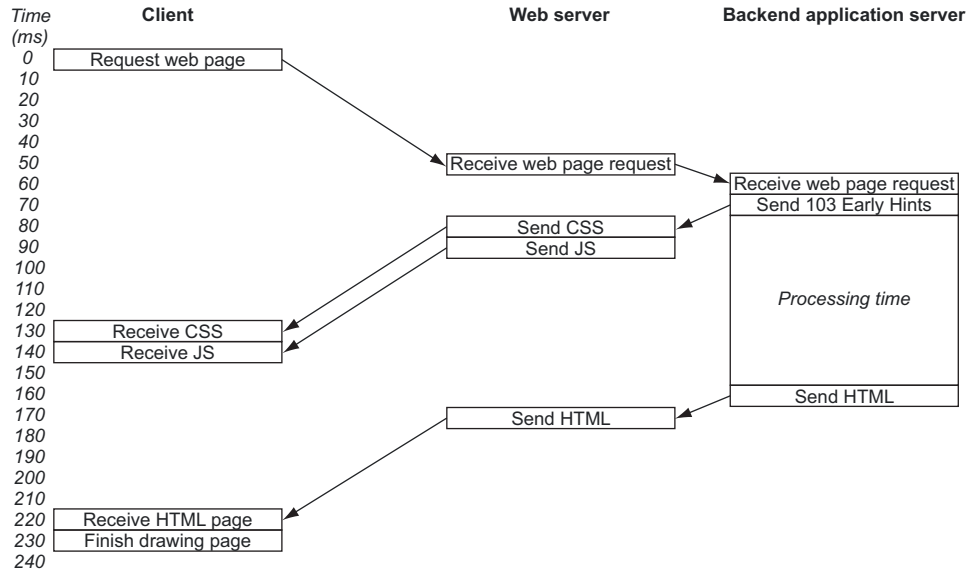 Time
(ms)
Client
Web server
Backend application server
0
Request web page
10
20
30
40
50
Receive web page request
60
Receive web page request
70
Send 103 Early Hints
80
Send CSS
90
Send JS
100
110
Processing time
120
130
Receive CSS
140
Receive JS
150
160
Send HTML
170
Send HTML
180
190
200
210
220
Receive HTML page
230
Finish drawing page
240